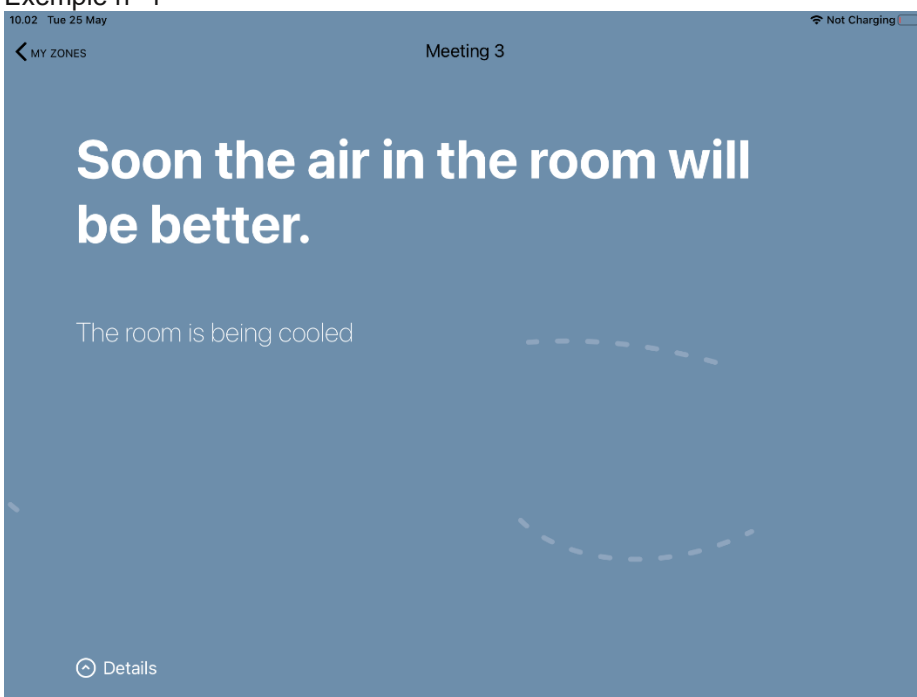 10.02 Tue 25 May
Not Charging
MY ZONES
Meeting 3
Soon the air in the room will
be better.
The room is being cooled
Details